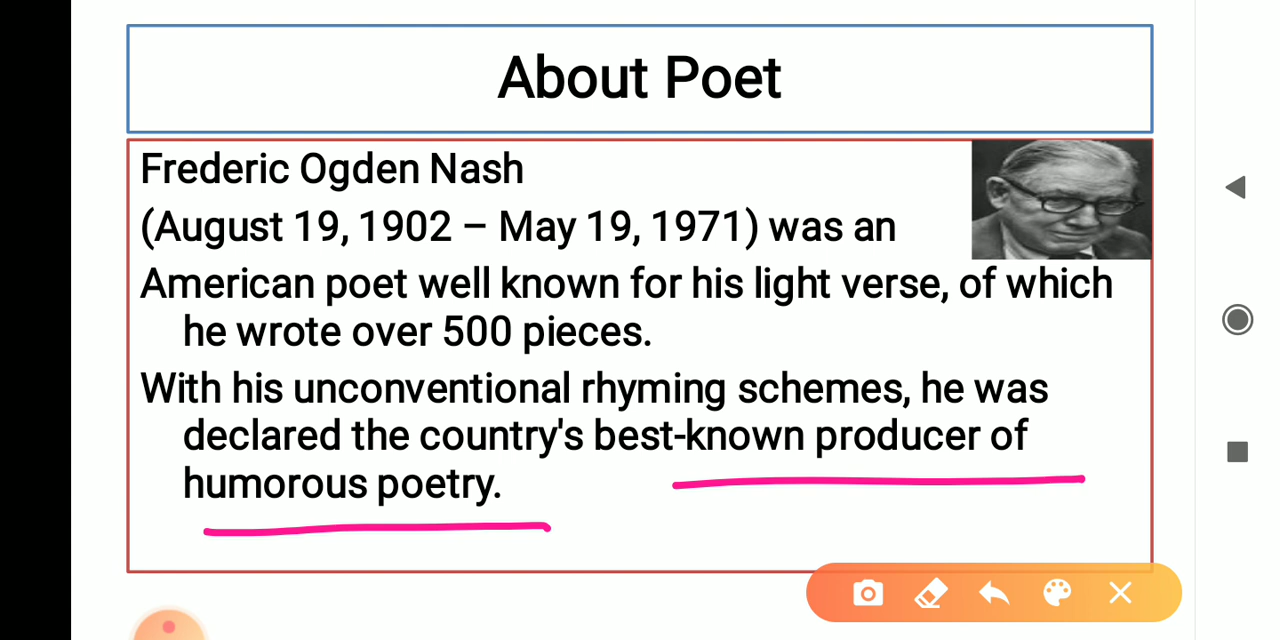 About Poet
Frederic Ogden Nash
(August 19, 1902 – May 19, 1971) was an
American poet well known for his light verse, of which
he wrote over 500 pieces.
With his unconventional rhyming schemes, he was
declared the country's best-known producer of
humorous poetry.